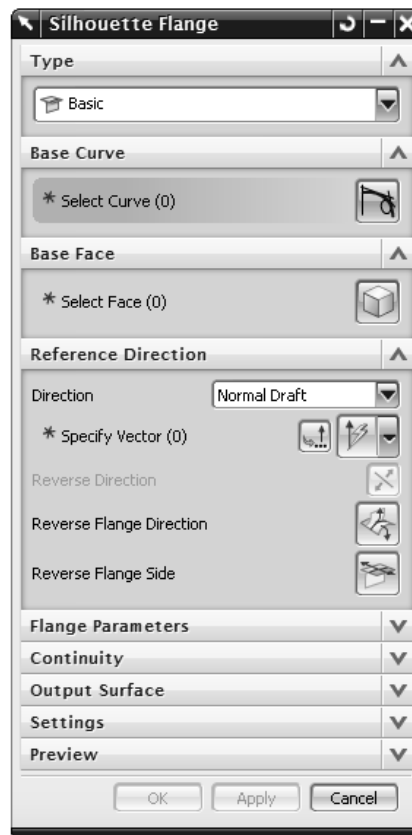 Silhouette Flange
Type
Basic
Base Curve
* Select Curve (0)
Base Face
* Select Face (0)
Reference Direction
Direction Normal Draft
* Specify Vector (0)
Reverse Direction
Reverse Flange Direction
Reverse Flange Side
Flange Parameters
Continuity
Output Surface
Settings
Preview
OK Apply Cancel